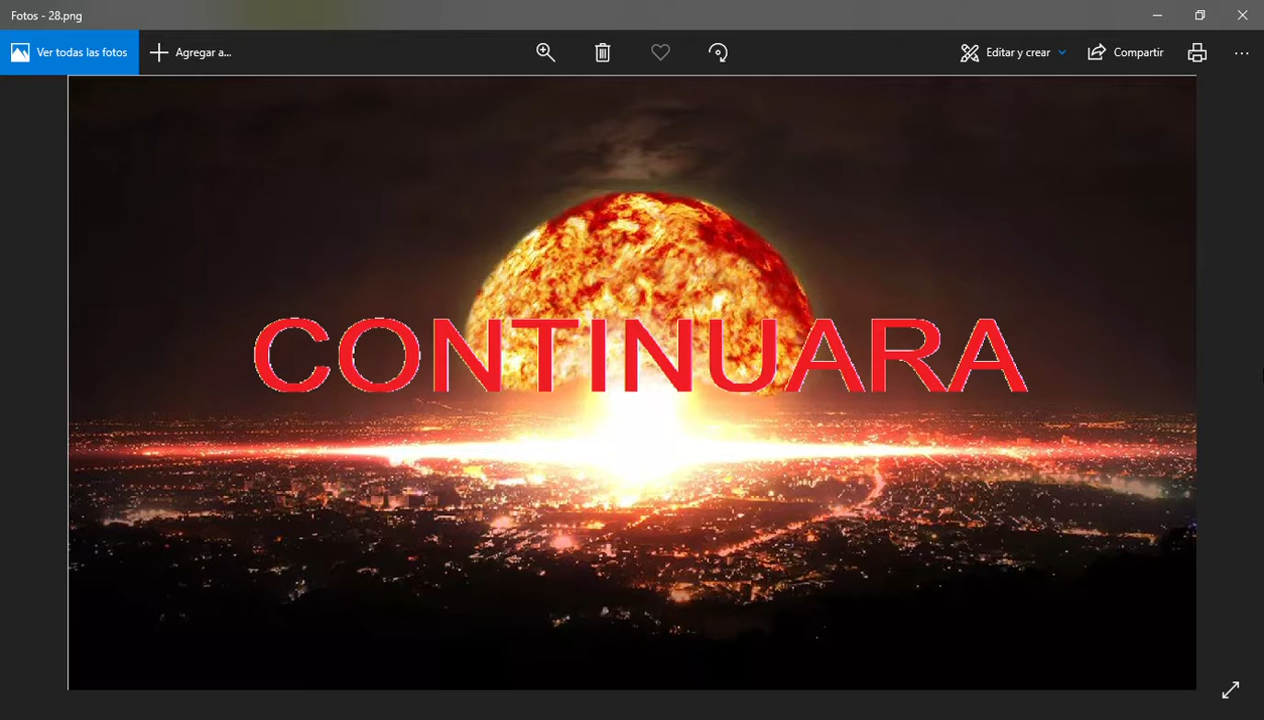 Fotos - 28.png
Ver todas las fotos
Agregar a...
Editar y crear
Compartir
CONTINUARA